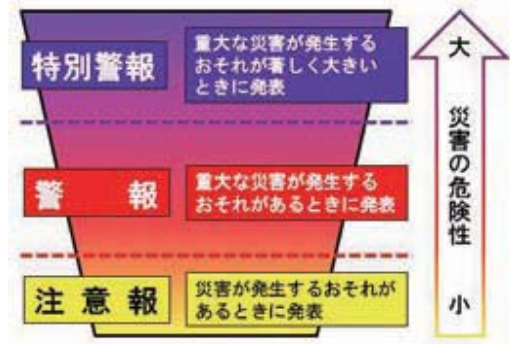 特別警報
重大な災害が発生する
おそれが著しく大きい
ときに発表
警報
重大な災害が発生する
おそれがあるときに発表
注意報
災害が発生するおそれが
あるときに発表
大
災害の危険性
小